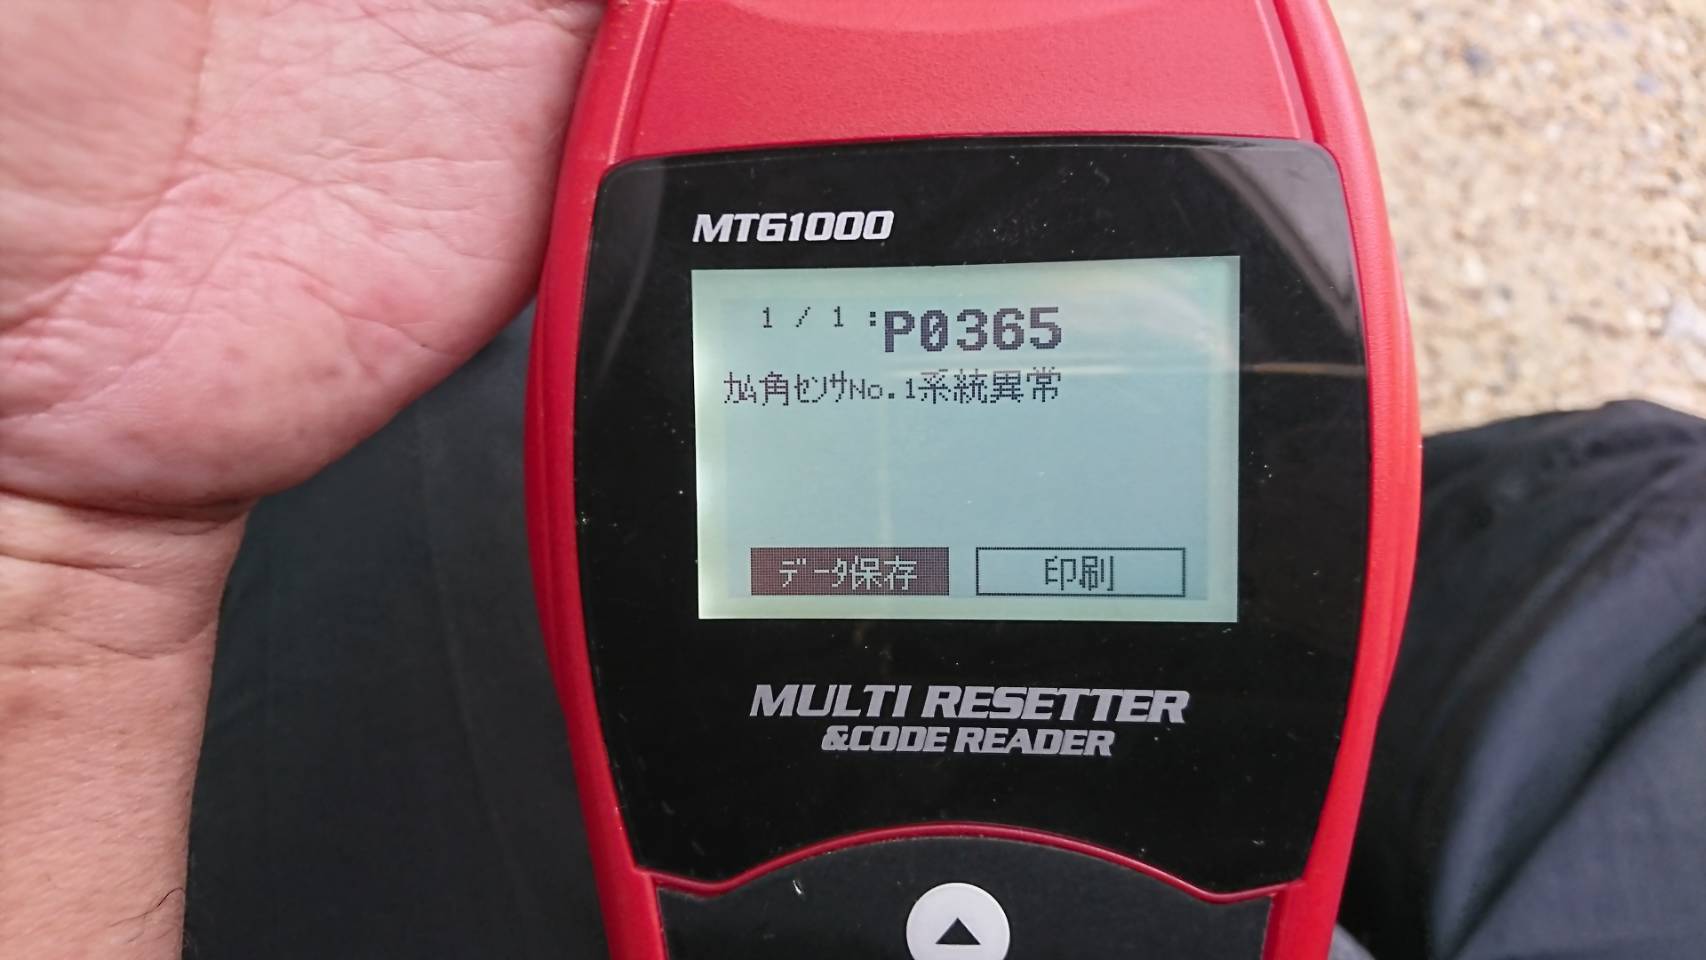 MT61000
1 / 1 :P0365
カム角センサNo.1系統異常
データ保存
印刷
MULTI RESETTER
&CODE READER